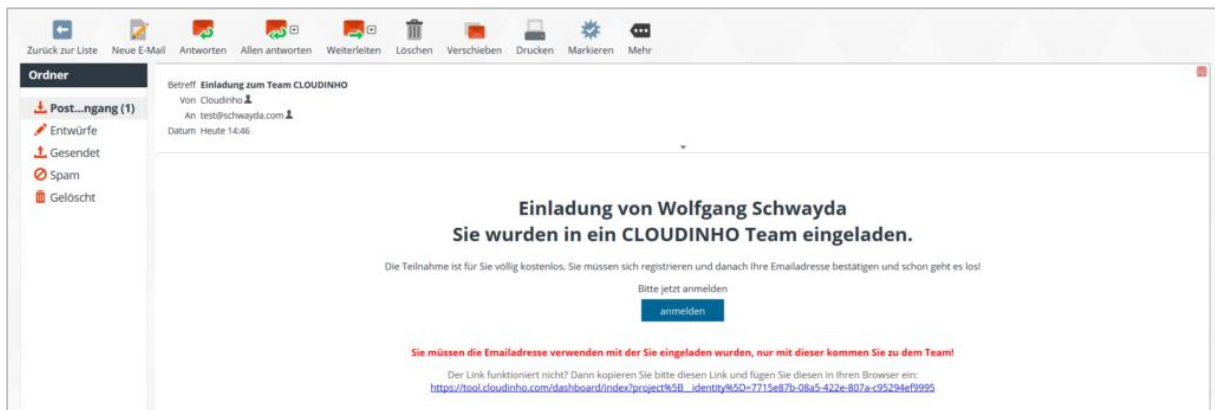 Zurück zur Liste Neue E-Mail Antworten Allen antworten Weiterleiten Löschen Verschieben Drucken Markieren Mehr
Ordner
Post...ngang (1)
Entwürfe
Gesendet
Spam
Gelöscht
Betreff Einladung zum Team CLOUDINHO
Von Cloudinho
An test@schwayda.com
Datum Heute 14:46
Einladung von Wolfgang Schwayda
Sie wurden in ein CLOUDINHO Team eingeladen.
Die Teilnahme ist für Sie völlig kostenlos. Sie müssen sich registrieren und danach Ihre Emailadresse bestätigen und schon geht es los!
Bitte jetzt anmelden
anmelden
Sie müssen die Emailadresse verwenden mit der Sie eingeladen wurden, nur mit dieser kommen Sie zu dem Team!
Der Link funktioniert nicht? Dann kopieren Sie bitte diesen Link und fügen Sie diesen in Ihren Browser ein:
https://tool.cloudinho.com/dashboard/index?project%5B__identity%5D=7715e87b-08a5-422e-807a-c95294ef9995